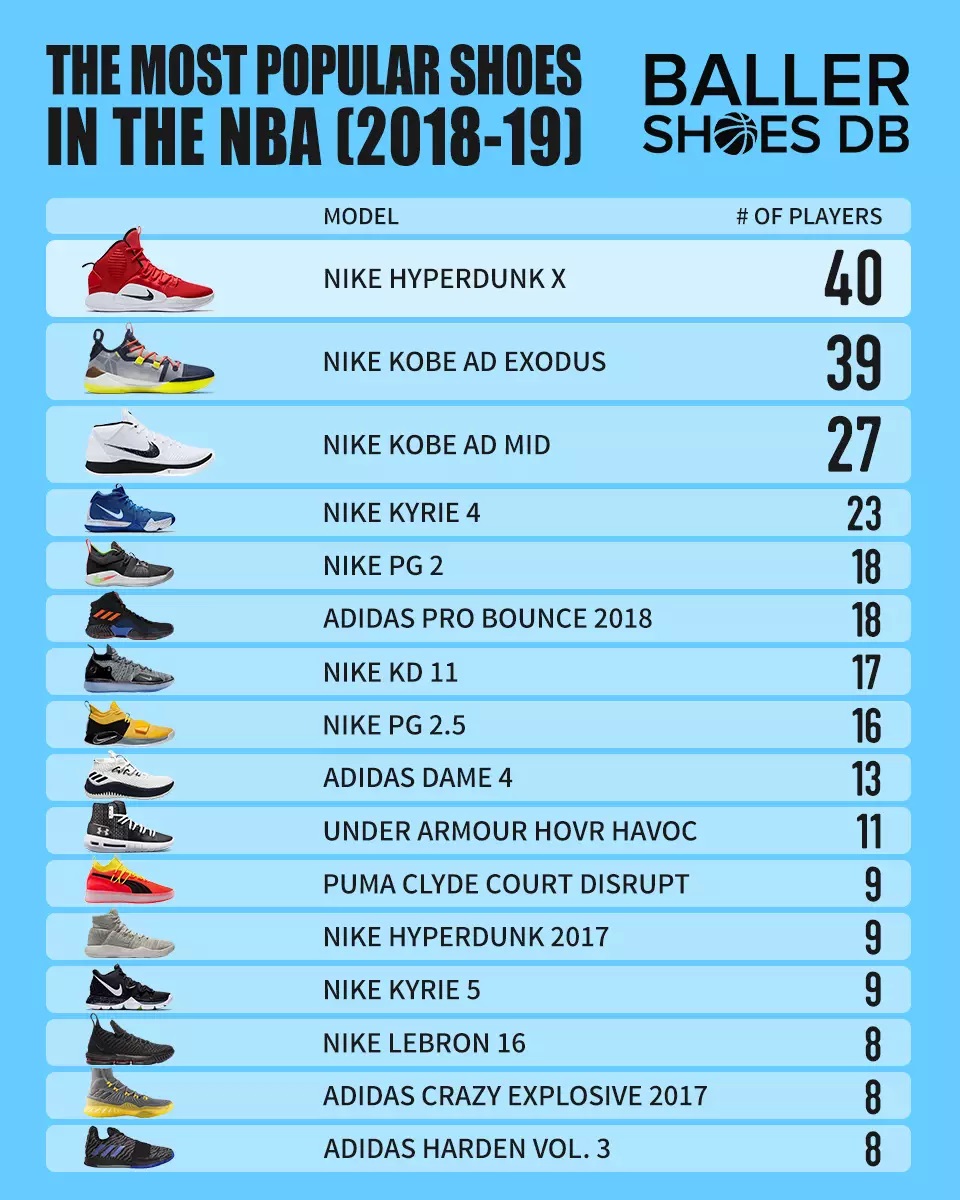 THE MOST POPULAR SHOES
IN THE NBA (2018-19)
BALLER
SHOES DB
MODEL # OF PLAYERS
NIKE HYPERDUNK X 40
NIKE KOBE AD EXODUS 39
NIKE KOBE AD MID 27
NIKE KYRIE 4 23
NIKE PG 2 18
ADIDAS PRO BOUNCE 2018 18
NIKE KD 11 17
NIKE PG 2.5 16
ADIDAS DAME 4 13
UNDER ARMOUR HOVR HAVOC 11
PUMA CLYDE COURT DISRUPT 9
NIKE HYPERDUNK 2017 9
NIKE KYRIE 5 9
NIKE LEBRON 16 8
ADIDAS CRAZY EXPLOSIVE 2017 8
ADIDAS HARDEN VOL. 3 8